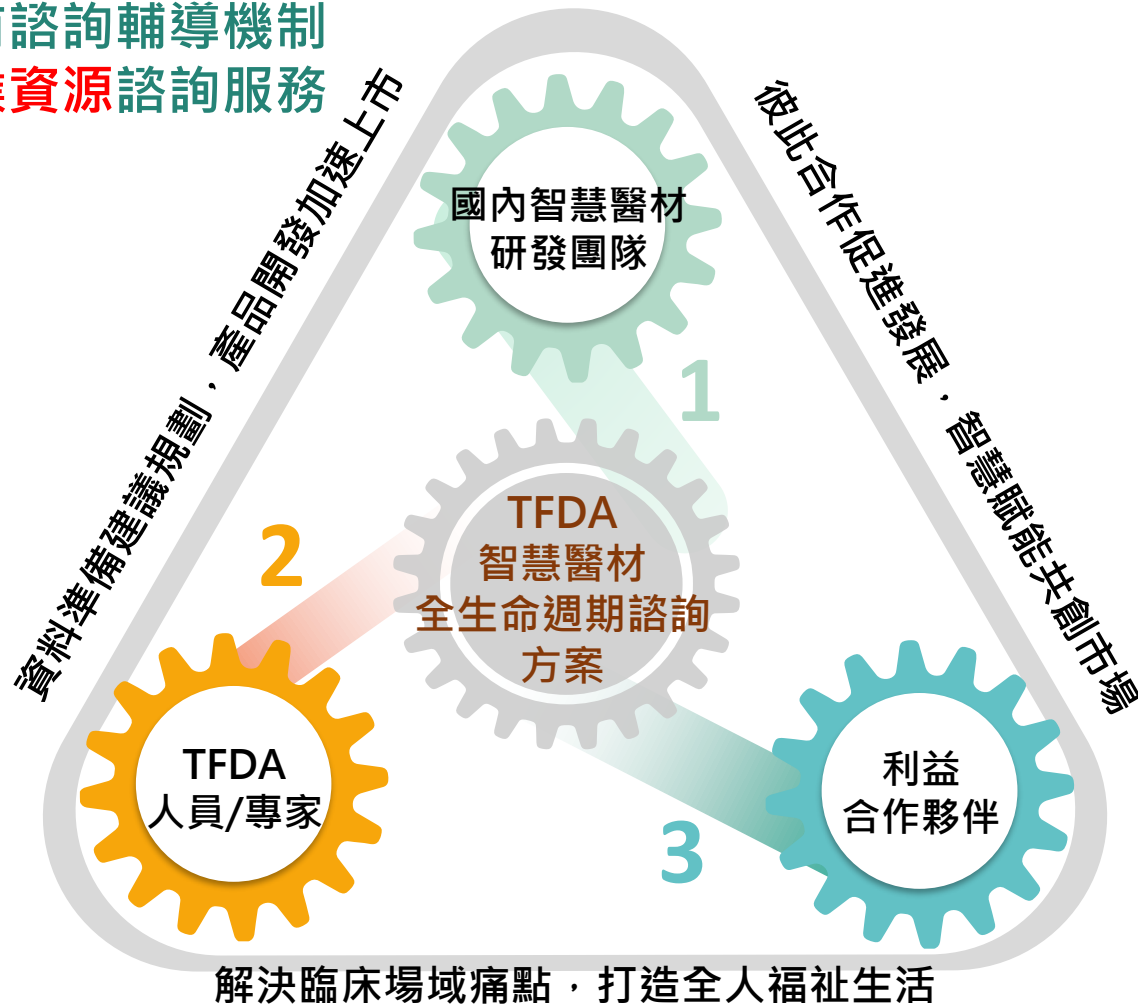 諮詢輔導機制
資源諮詢服務
資料準備建議規劃，產品開發加速上市
彼此合作促進發展，智慧賦能共創市場
國內智慧醫材
研發團隊
1
TFDA
智慧醫材
全生命週期諮詢
方案
2
TFDA
人員/專家
利益
合作夥伴
3
解決臨床場域痛點，打造全人福祉生活